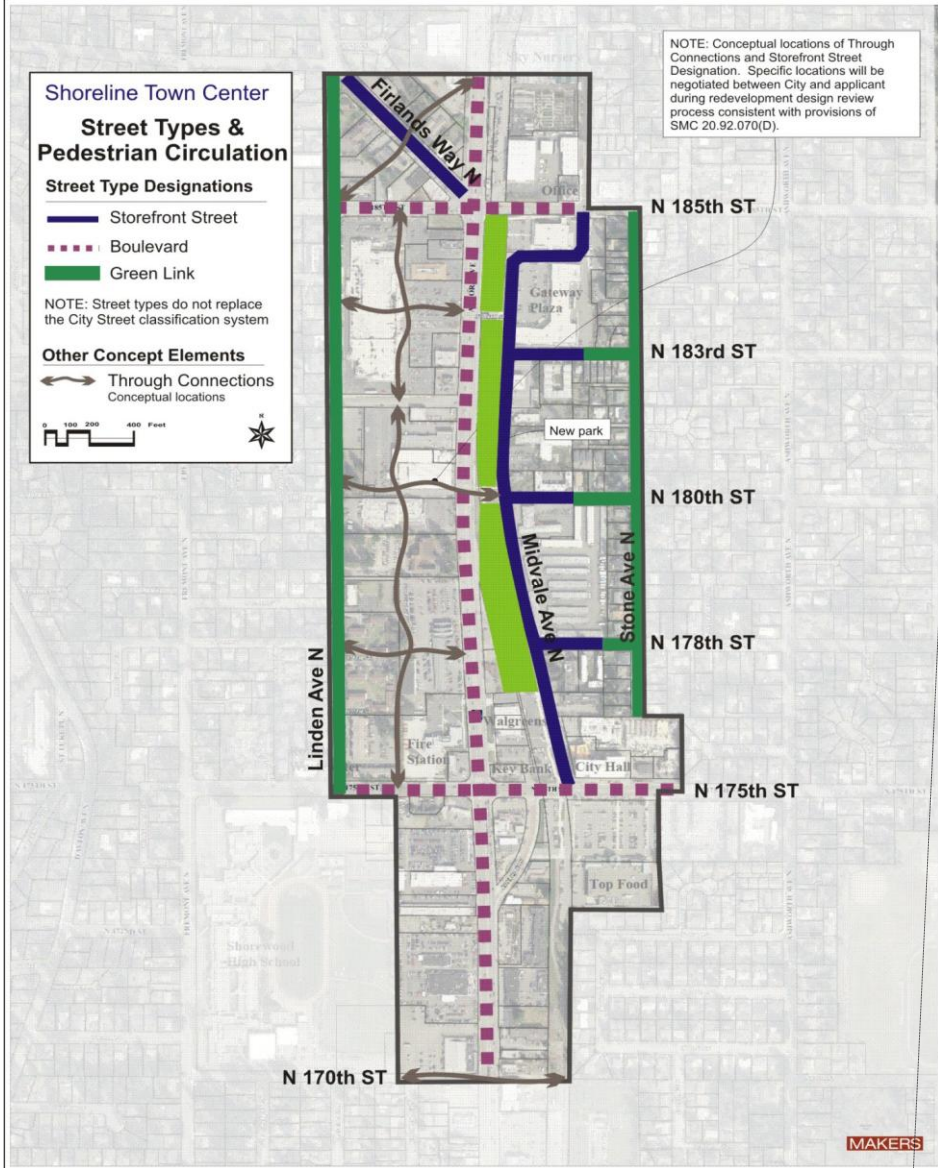 Sky Nursery
NOTE: Conceptual locations of Through
Connections and Storefront Street
Designation. Specific locations will be
negotiated between City and applicant
during redevelopment design review
process consistent with provisions of
SMC 20.92.070(D).
Shoreline Town Center
Street Types &
Pedestrian Circulation
Street Type Designations
Storefront Street
Boulevard
Green Link
NOTE: Street types do not replace
the City Street classification system
Other Concept Elements
Through Connections
Conceptual locations
0 100 200 400 Feet
N
Firlands Way N
Office
N 185th ST
Gateway
Plaza
N 183rd ST
New park
N 180th ST
Midvale Ave N
Stone Ave N
N 178th ST
Linden Ave N
Walgreens
Fire
Station
Key Bank
City Hall
N 175th ST
Top Food
Shorewood
High School
N 170th ST
MAKERS